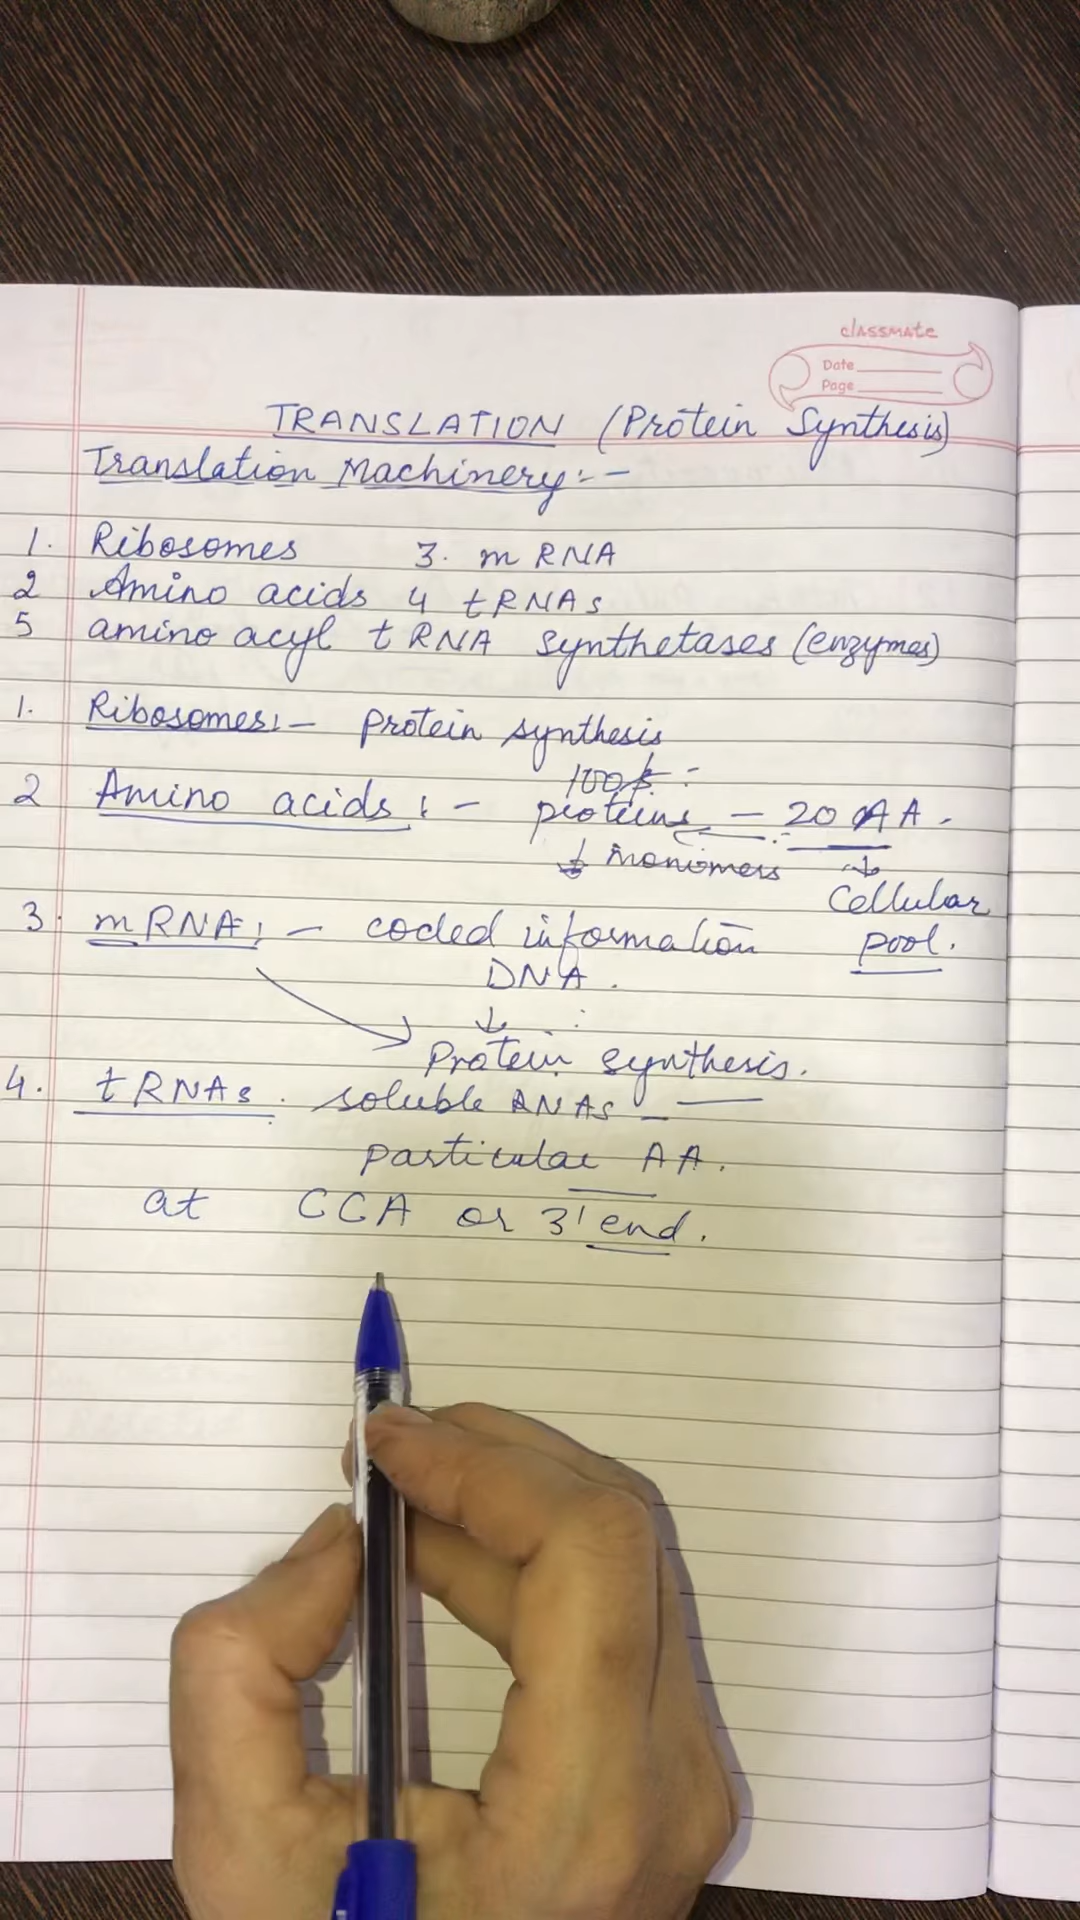 classmate
Date
Page
TRANSLATION (Protein Synthesis)
Translation Machinery:-
1. Ribosomes 3. mRNA
2 Amino acids 4 tRNAs
5 amino acyl tRNA synthetases (enzymes)
1. Ribosomes:- Protein synthesis
100s
2 Amino acids:- proteins - 20 AA.
↓ monomers ↓
Cellular
3. mRNA:- coded information pool.
DNA.
↓
Protein synthesis.
4. tRNAs. soluble RNAs -
particular AA.
at CCA or 3' end.